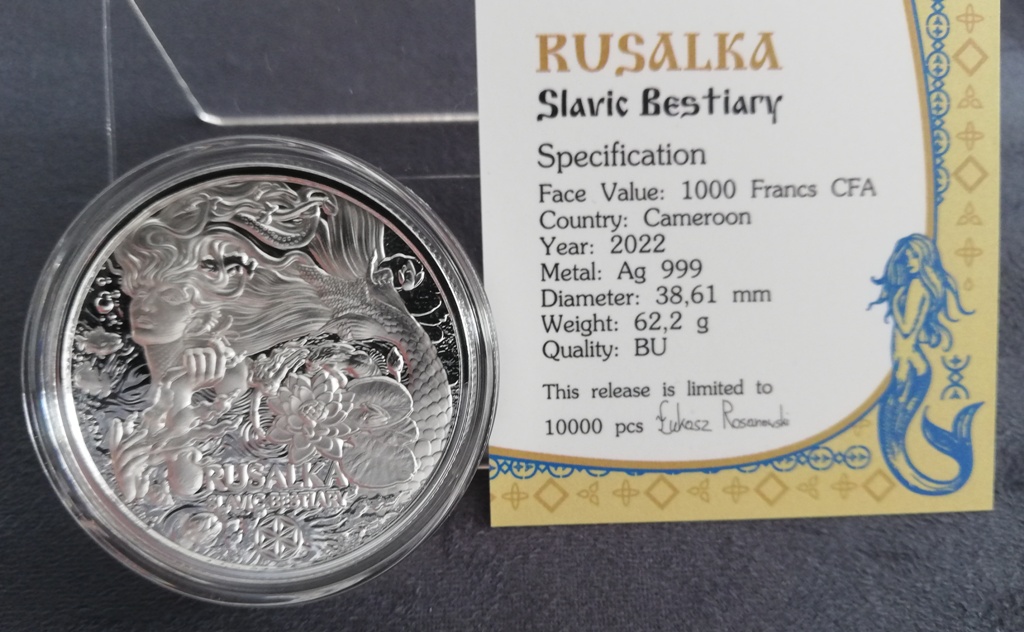 RUSALKA
Slavic Bestiary
Specification
Face Value: 1000 Francs CFA
Country: Cameroon
Year: 2022
Metal: Ag 999
Diameter: 38,61 mm
Weight: 62,2 g
Quality: BU
This release is limited to
10000 pcs Łukasz Rosanowski
RUSALKA
SLAVIC BESTIARY